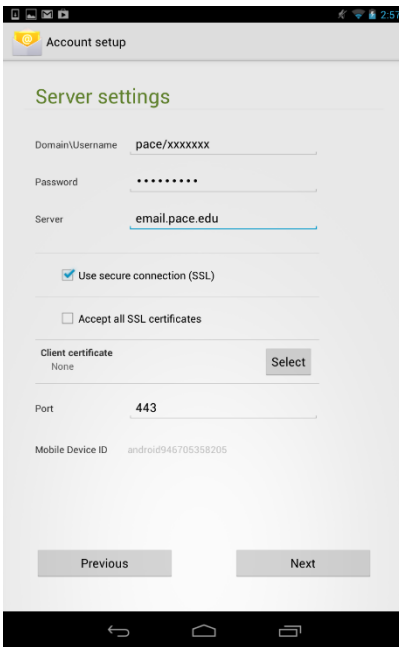 2:57
Account setup
Server settings
Domain\Username pace/xxxxxxx
Password •••••••••
Server email.pace.edu
Use secure connection (SSL)
Accept all SSL certificates
Client certificate
None
Select
Port 443
Mobile Device ID android946705358205
Previous Next